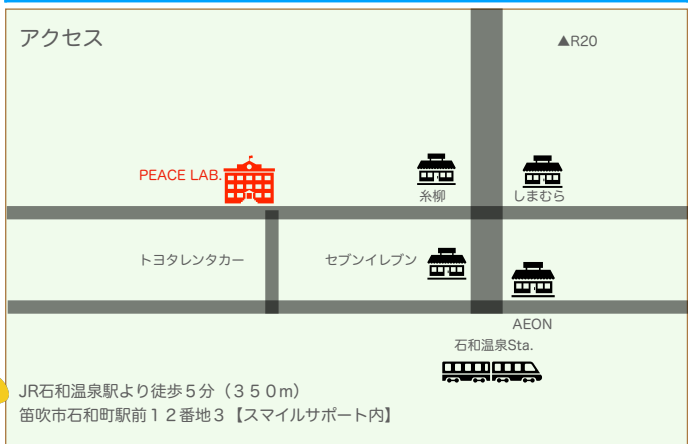 アクセス
▲R20
PEACE LAB.
糸柳
しまむら
トヨタレンタカー
セブンイレブン
AEON
石和温泉Sta.
JR石和温泉駅より徒歩５分（３５０m）
笛吹市石和町駅前１２番地３【スマイルサポート内】